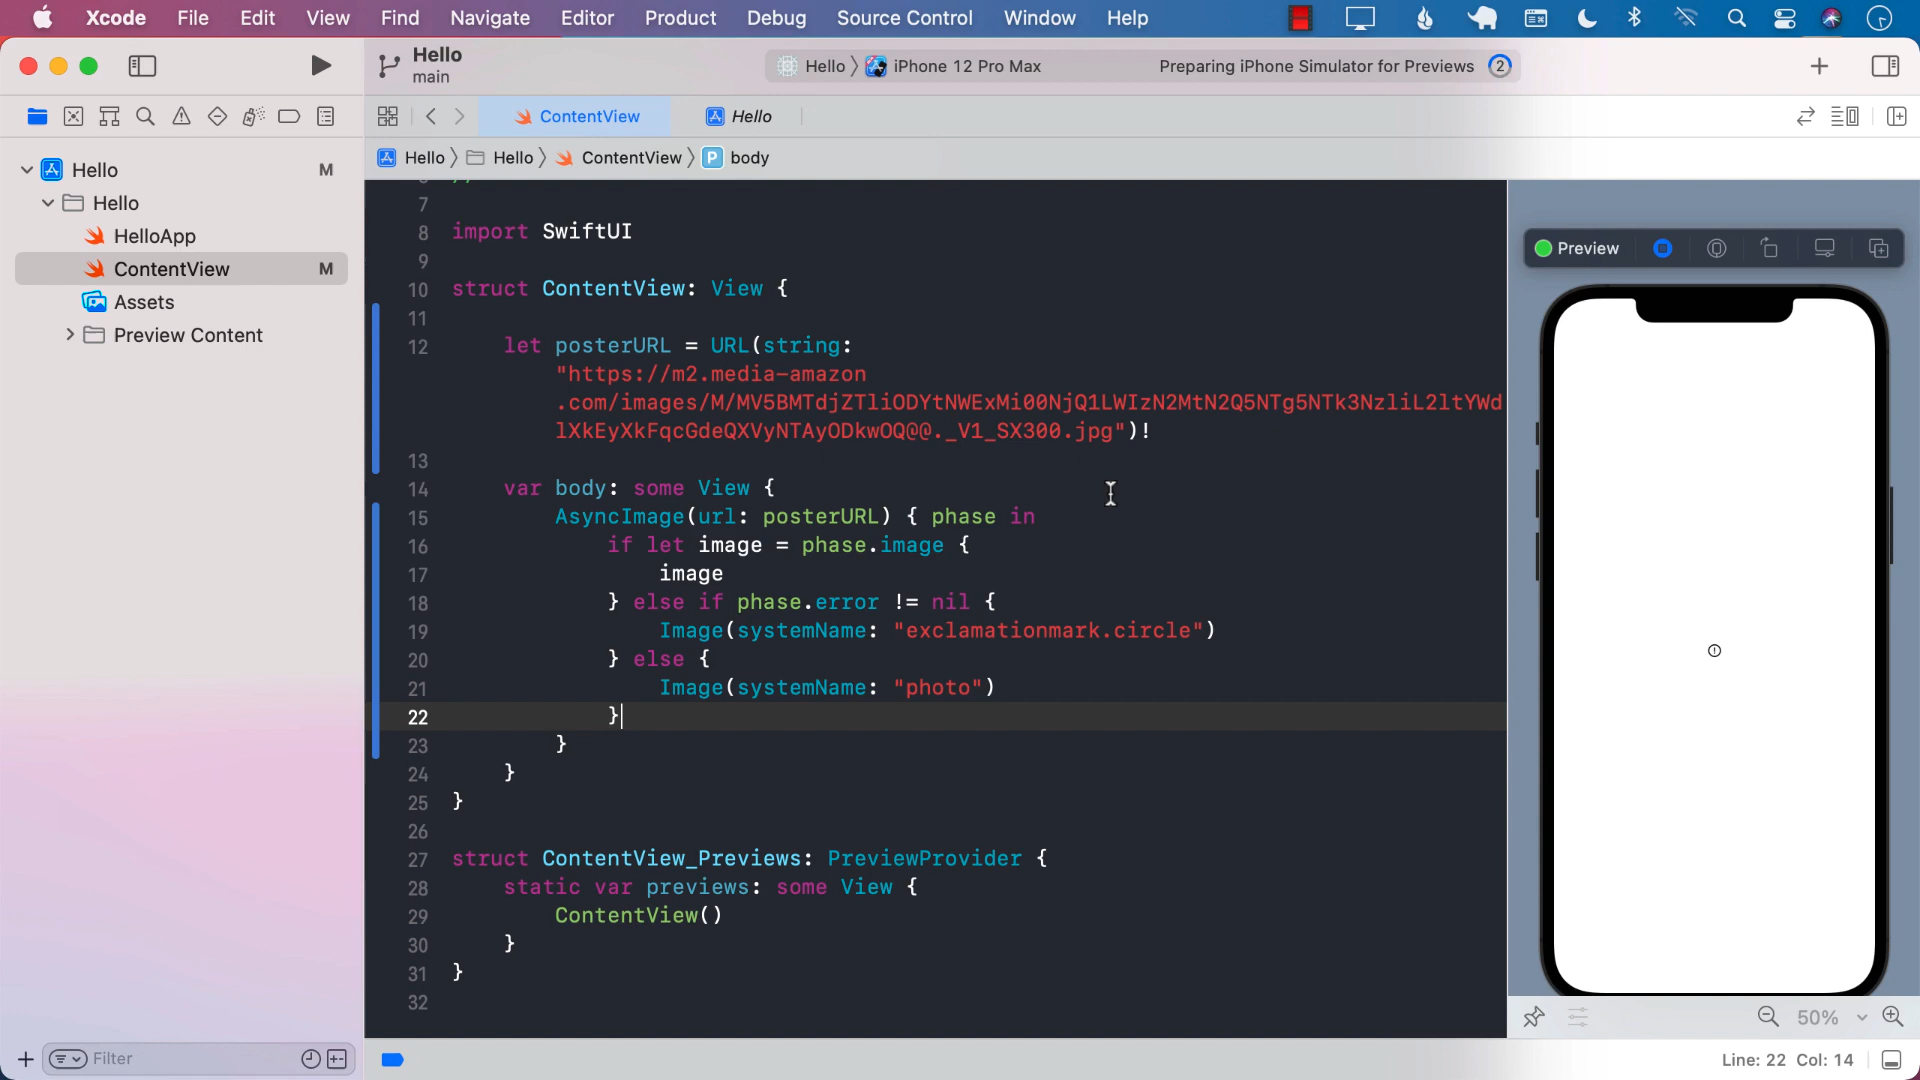 Xcode File Edit View Find Navigate Editor Product Debug Source Control Window Help
Hello
main
Hello iPhone 12 Pro Max Preparing iPhone Simulator for Previews 2
ContentView Hello
Hello Hello ContentView P body
Hello M
Hello
HelloApp
ContentView M
Assets
Preview Content
7
8 import SwiftUI
9
10 struct ContentView: View {
11
12 let posterURL = URL(string:
"https://m2.media-amazon
.com/images/M/MV5BMTdjZTliODYtNWExMi00NjQ1LWIzN2MtN2Q5NTg5NTk3NzliL2ltYWd
lXkEyXkFqcGdeQXVyNTAyODkwOQ@@._V1_SX300.jpg")!
13
14 var body: some View {
15 AsyncImage(url: posterURL) { phase in
16 if let image = phase.image {
17 image
18 } else if phase.error != nil {
19 Image(systemName: "exclamationmark.circle")
20 } else {
21 Image(systemName: "photo")
22 }
23 }
24 }
25 }
26
27 struct ContentView_Previews: PreviewProvider {
28 static var previews: some View {
29 ContentView()
30 }
31 }
32
Preview
50%
Filter
Line: 22 Col: 14